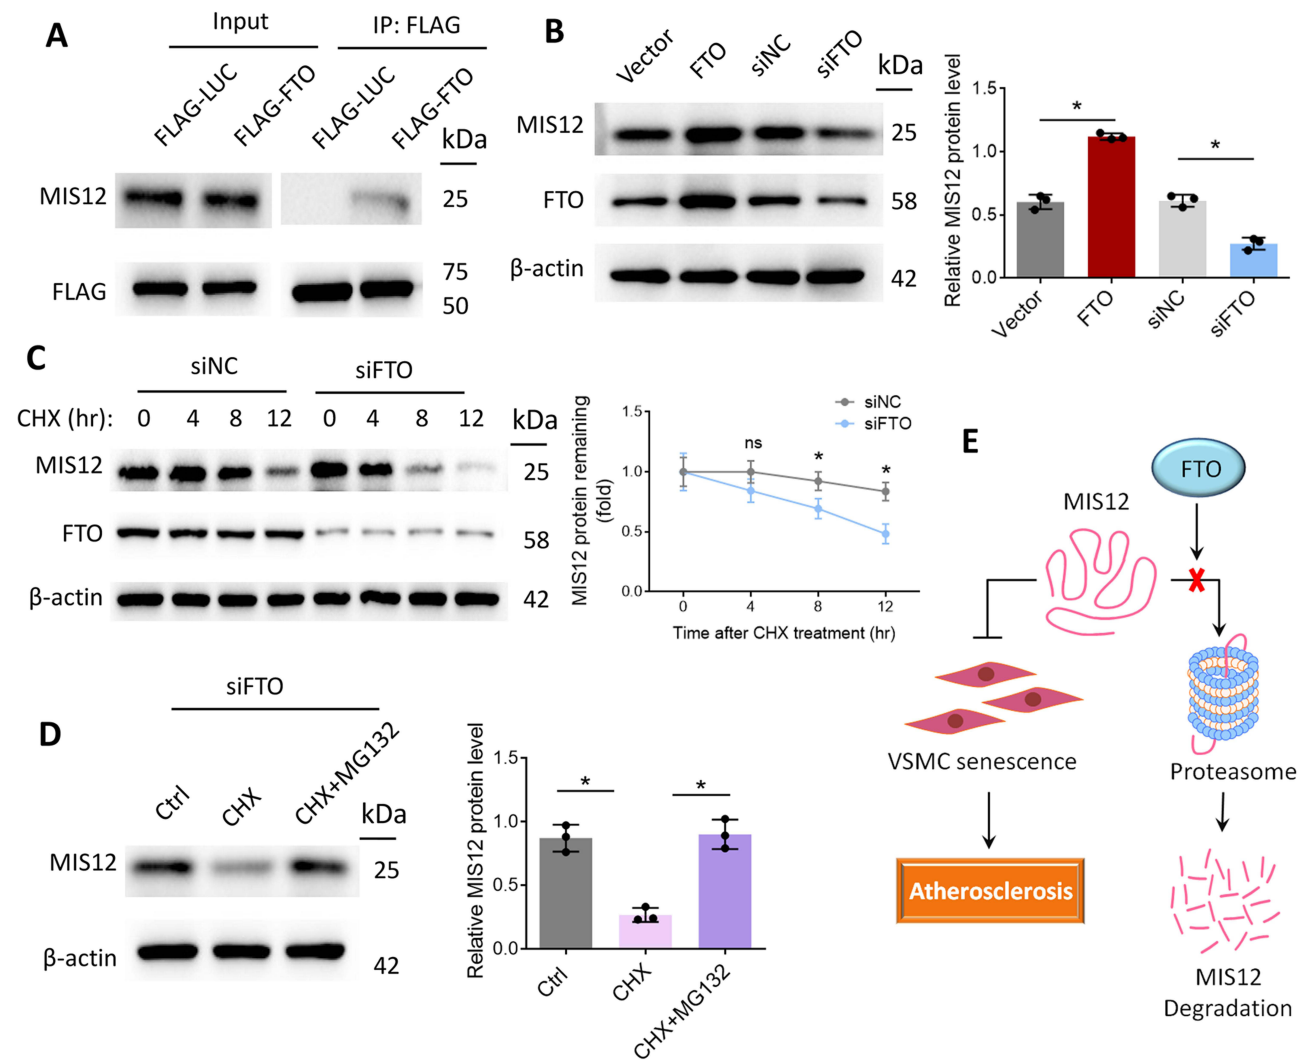 A
Input
IP: FLAG
FLAG-LUC
FLAG-FTO
FLAG-LUC
FLAG-FTO
kDa
MIS12
25
FLAG
75
50
B
Vector
FTO
siNC
siFTO
kDa
MIS12
25
FTO
58
β-actin
42
Relative MIS12 protein level
1.5
1.0
0.5
0.0
*
*
Vector
FTO
siNC
siFTO
C
siNC
siFTO
CHX (hr): 0 4 8 12 0 4 8 12
kDa
MIS12
25
FTO
58
β-actin
42
MIS12 protein remaining
(fold)
1.5
1.0
0.5
0.0
siNC
siFTO
ns
*
*
0 4 8 12
Time after CHX treatment (hr)
D
siFTO
Ctrl
CHX
CHX+MG132
kDa
MIS12
25
β-actin
42
Relative MIS12 protein level
1.5
1.0
0.5
0.0
*
*
Ctrl
CHX
CHX+MG132
E
FTO
MIS12
X
VSMC senescence
Proteasome
Atherosclerosis
MIS12
Degradation